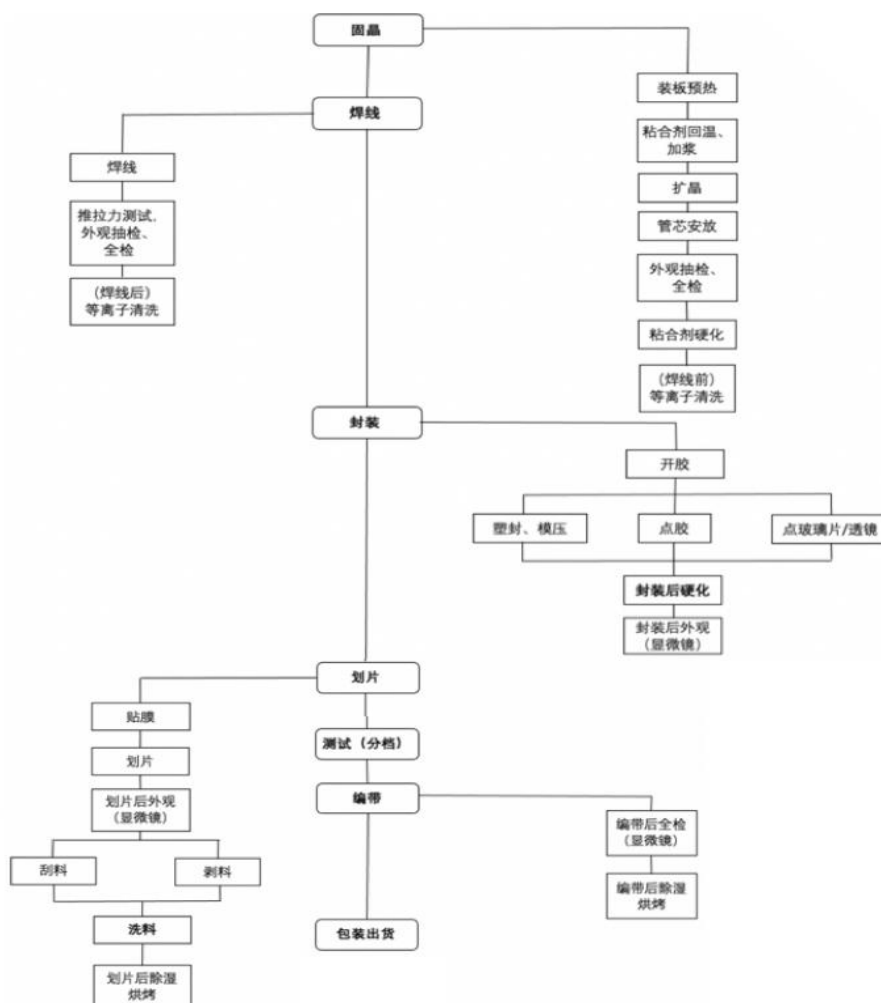 固晶
装板预热
焊线
粘合剂回温、
加浆
焊线
扩晶
推拉力测试,
外观抽检、
全检
管芯安放
外观抽检、
全检
(焊线后)
等离子清洗
粘合剂硬化
(焊线前)
等离子清洗
封装
开胶
塑封、模压
点胶
点玻璃片/透镜
封装后硬化
封装后外观
(显微镜)
划片
贴膜
测试(分档)
划片
编带
划片后外观
(显微镜)
编带后全检
(显微镜)
刮料
剥料
编带后除湿
烘烤
洗料
包装出货
划片后除湿
烘烤